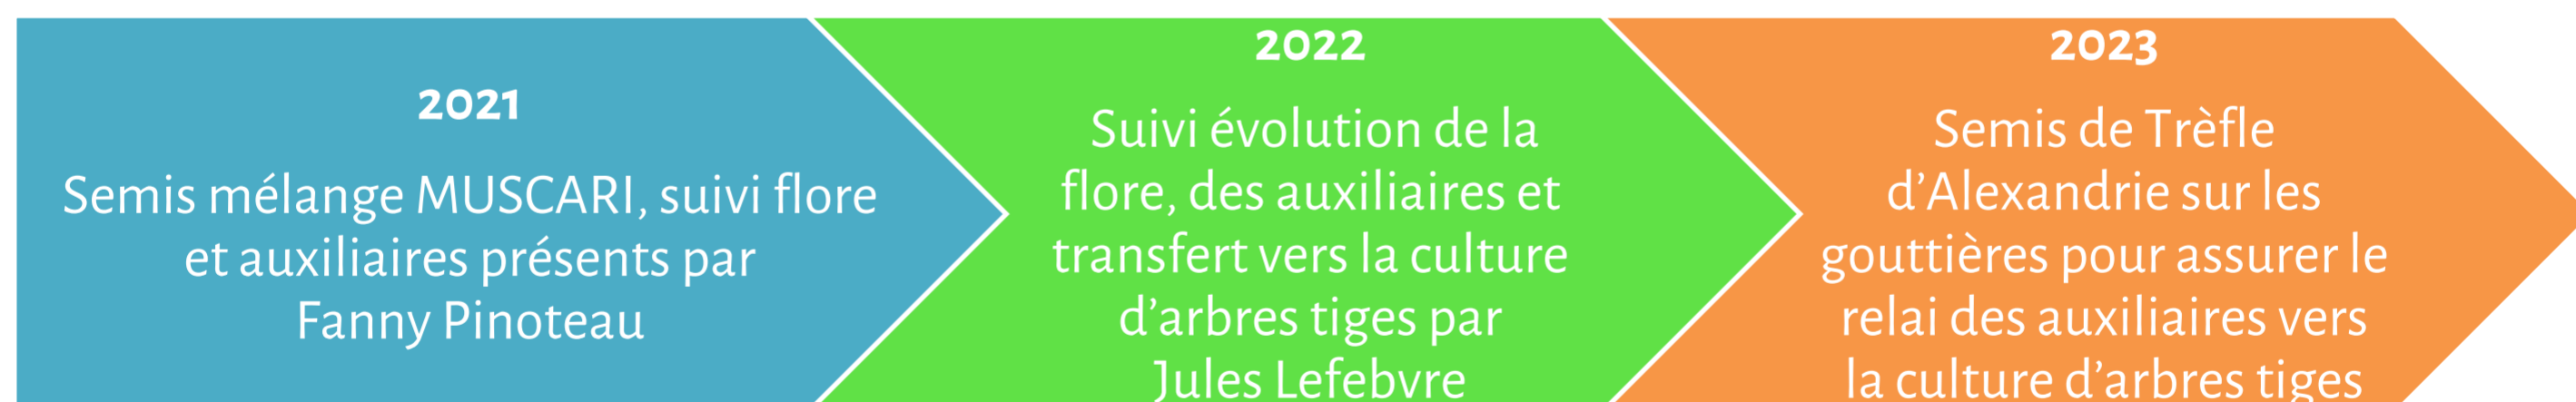 2021
Semis mélange MUSCARI, suivi flore
et auxiliaires présents par
Fanny Pinoteau
2022
Suivi évolution de la
flore, des auxiliaires et
transfert vers la culture
d’arbres tiges par
Jules Lefebvre
2023
Semis de Trèfle
d’Alexandrie sur les
gouttières pour assurer le
relai des auxiliaires vers
la culture d’arbres tiges